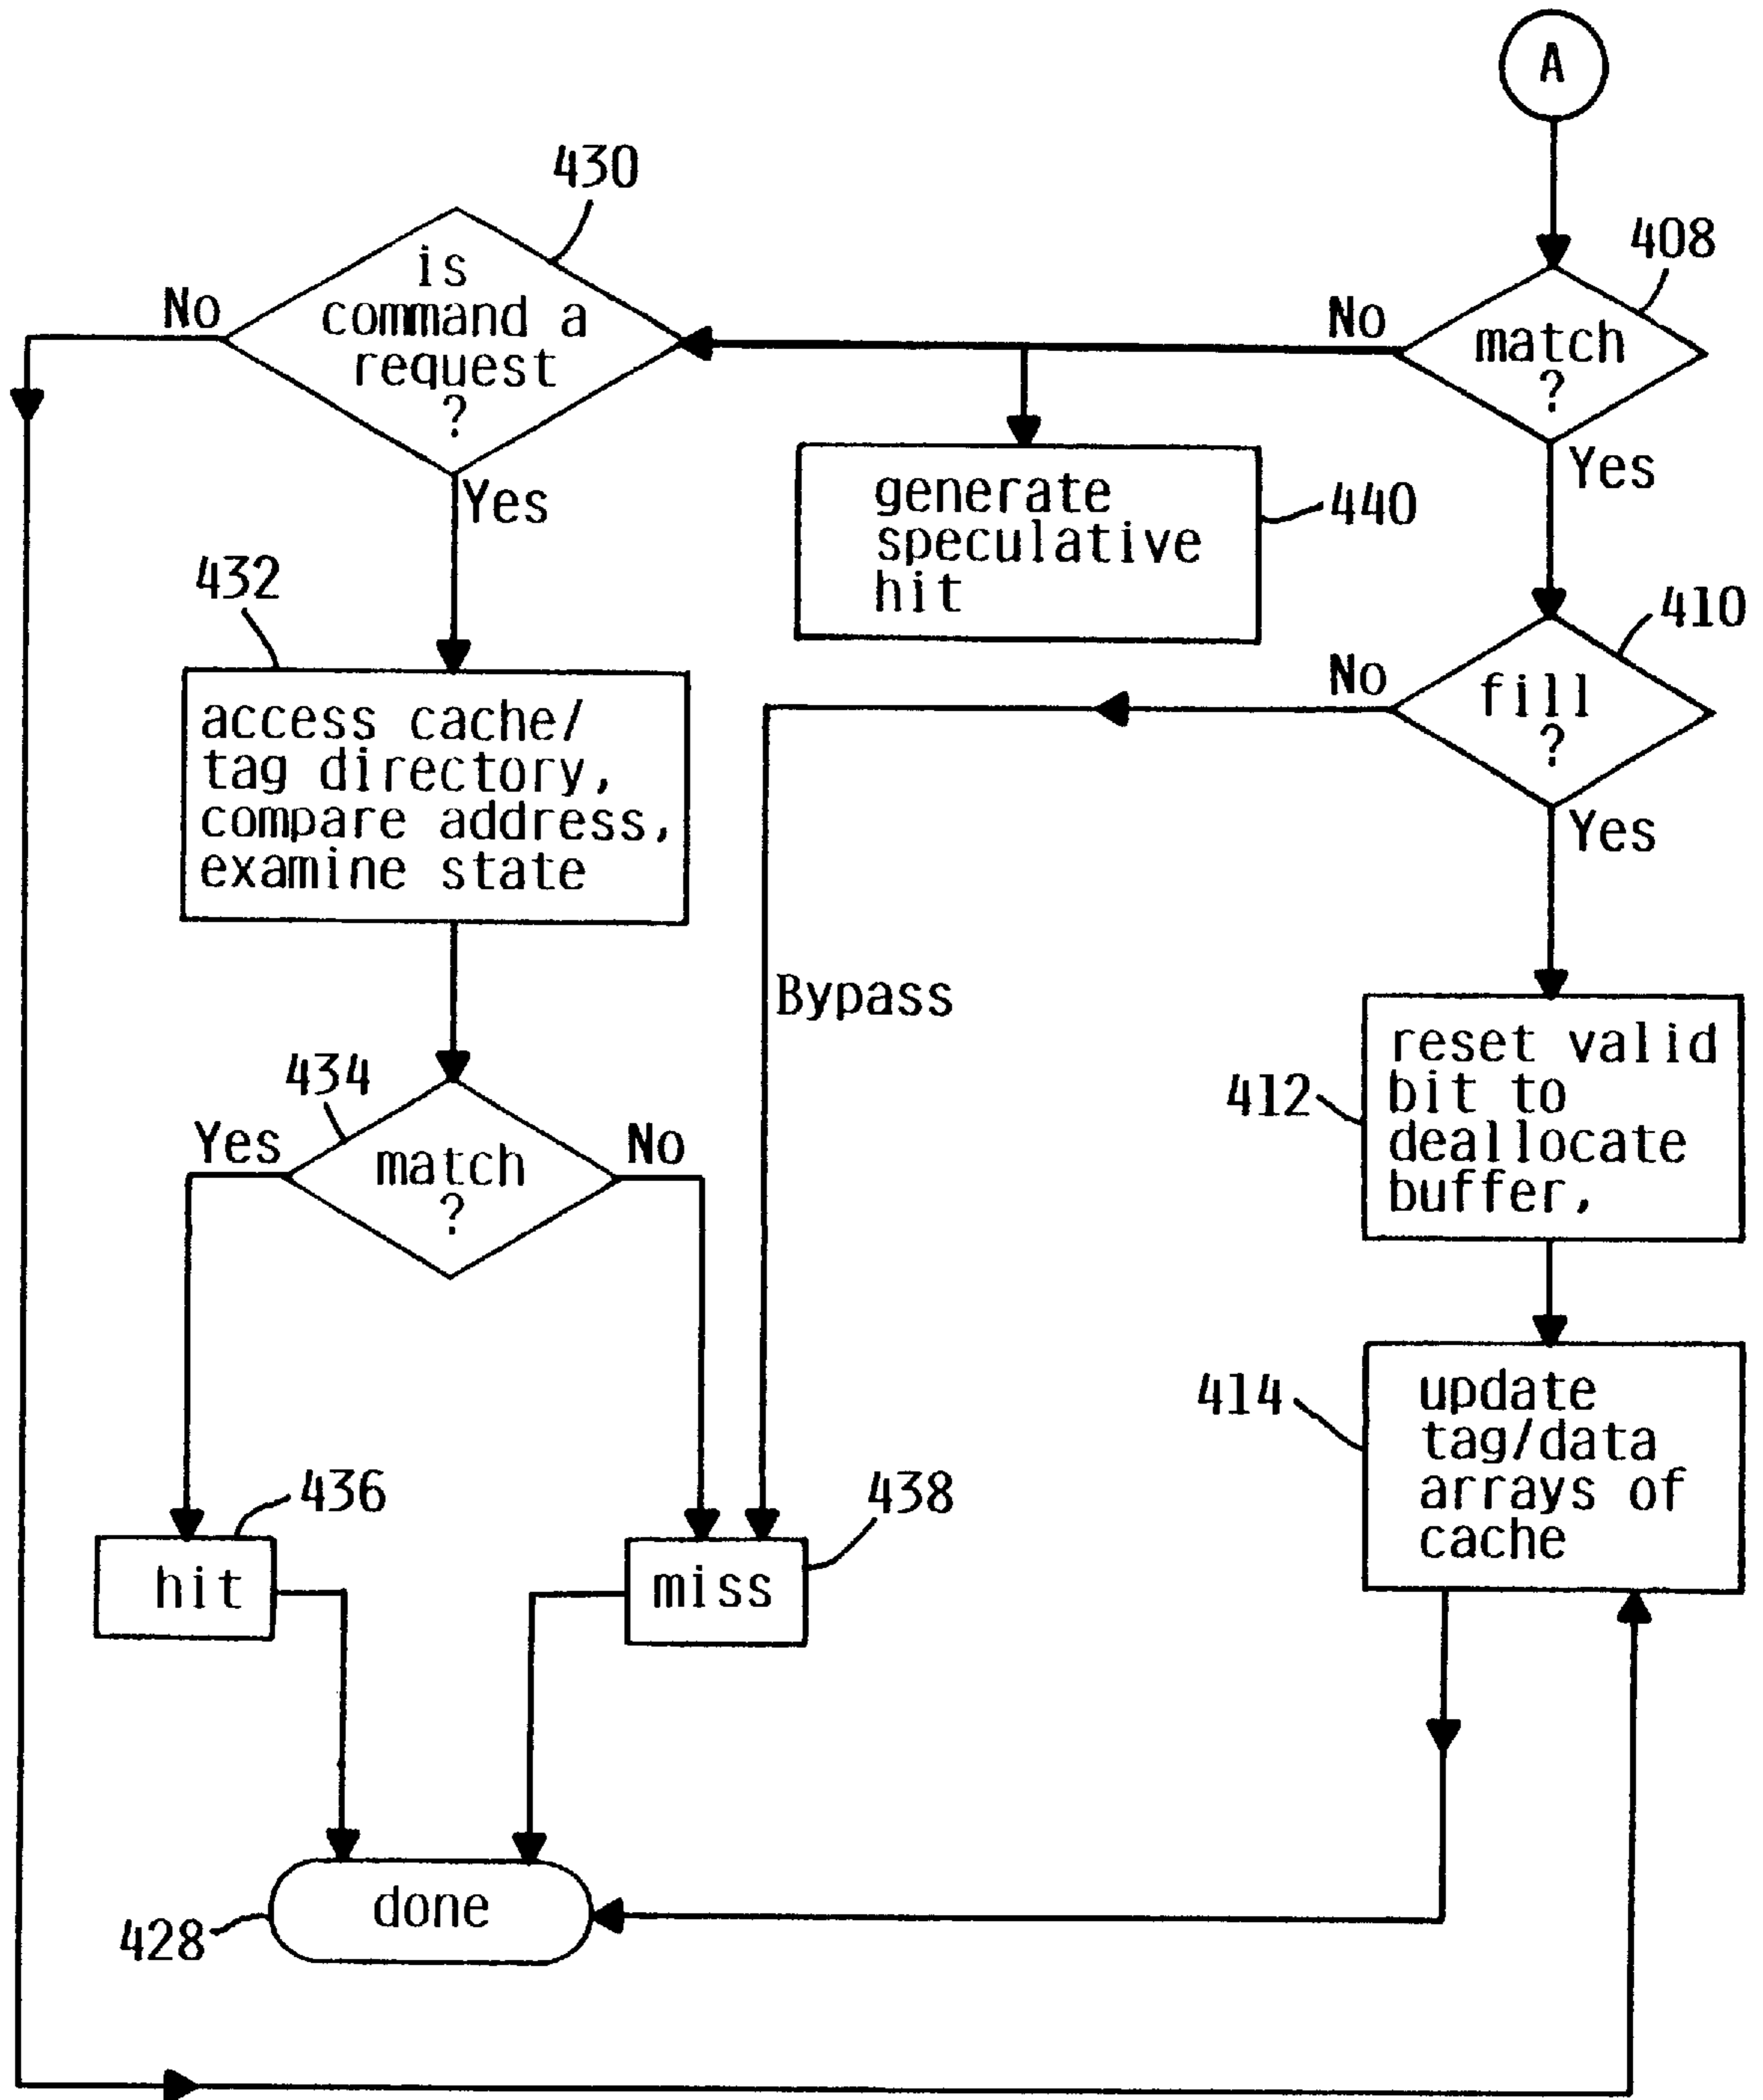 A
430
408
is
command a
request
?
No
No
match
?
Yes
Yes
generate
speculative
hit
440
432
410
No
fill
?
Yes
access cache/
tag directory,
compare address,
examine state
Bypass
reset valid
bit to
deallocate
buffer,
412
434
Yes
No
match
?
update
tag/data
arrays of
cache
414
436
438
hit
miss
done
428